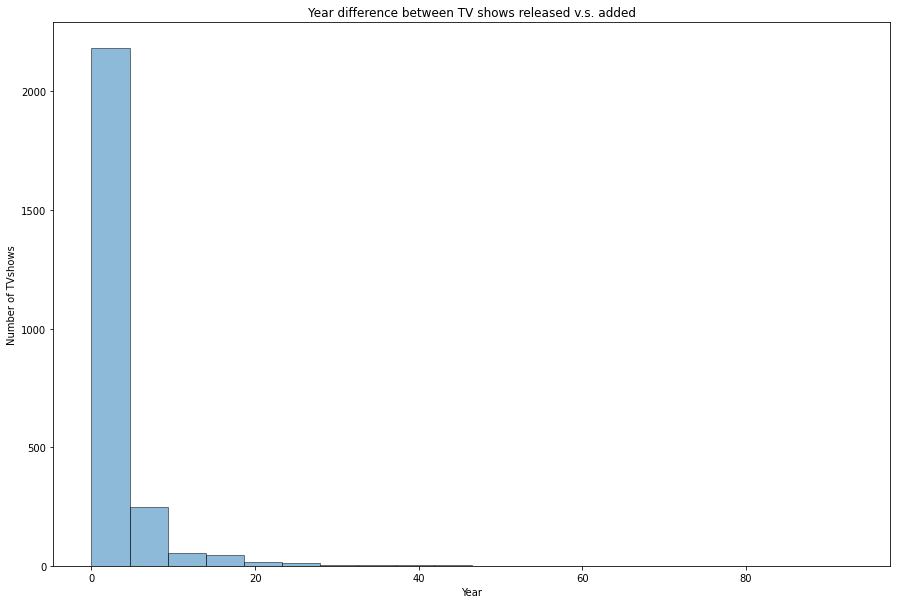 Year difference between TV shows released v.s. added
2000
1500
1000
500
0
Number of TVshows
0 20 40 60 80
Year